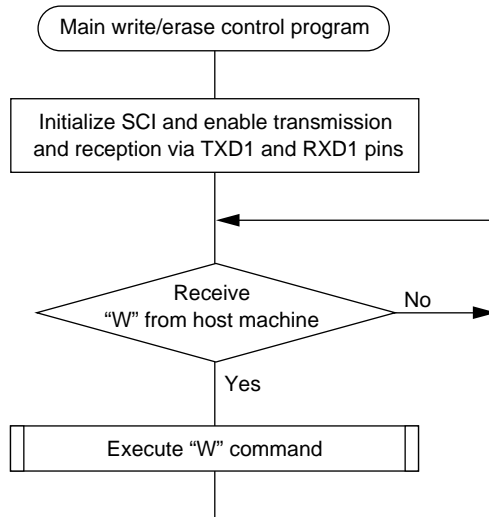 Main write/erase control program
Initialize SCI and enable transmission
and reception via TXD1 and RXD1 pins
Receive
“W” from host machine
No
Yes
Execute “W” command